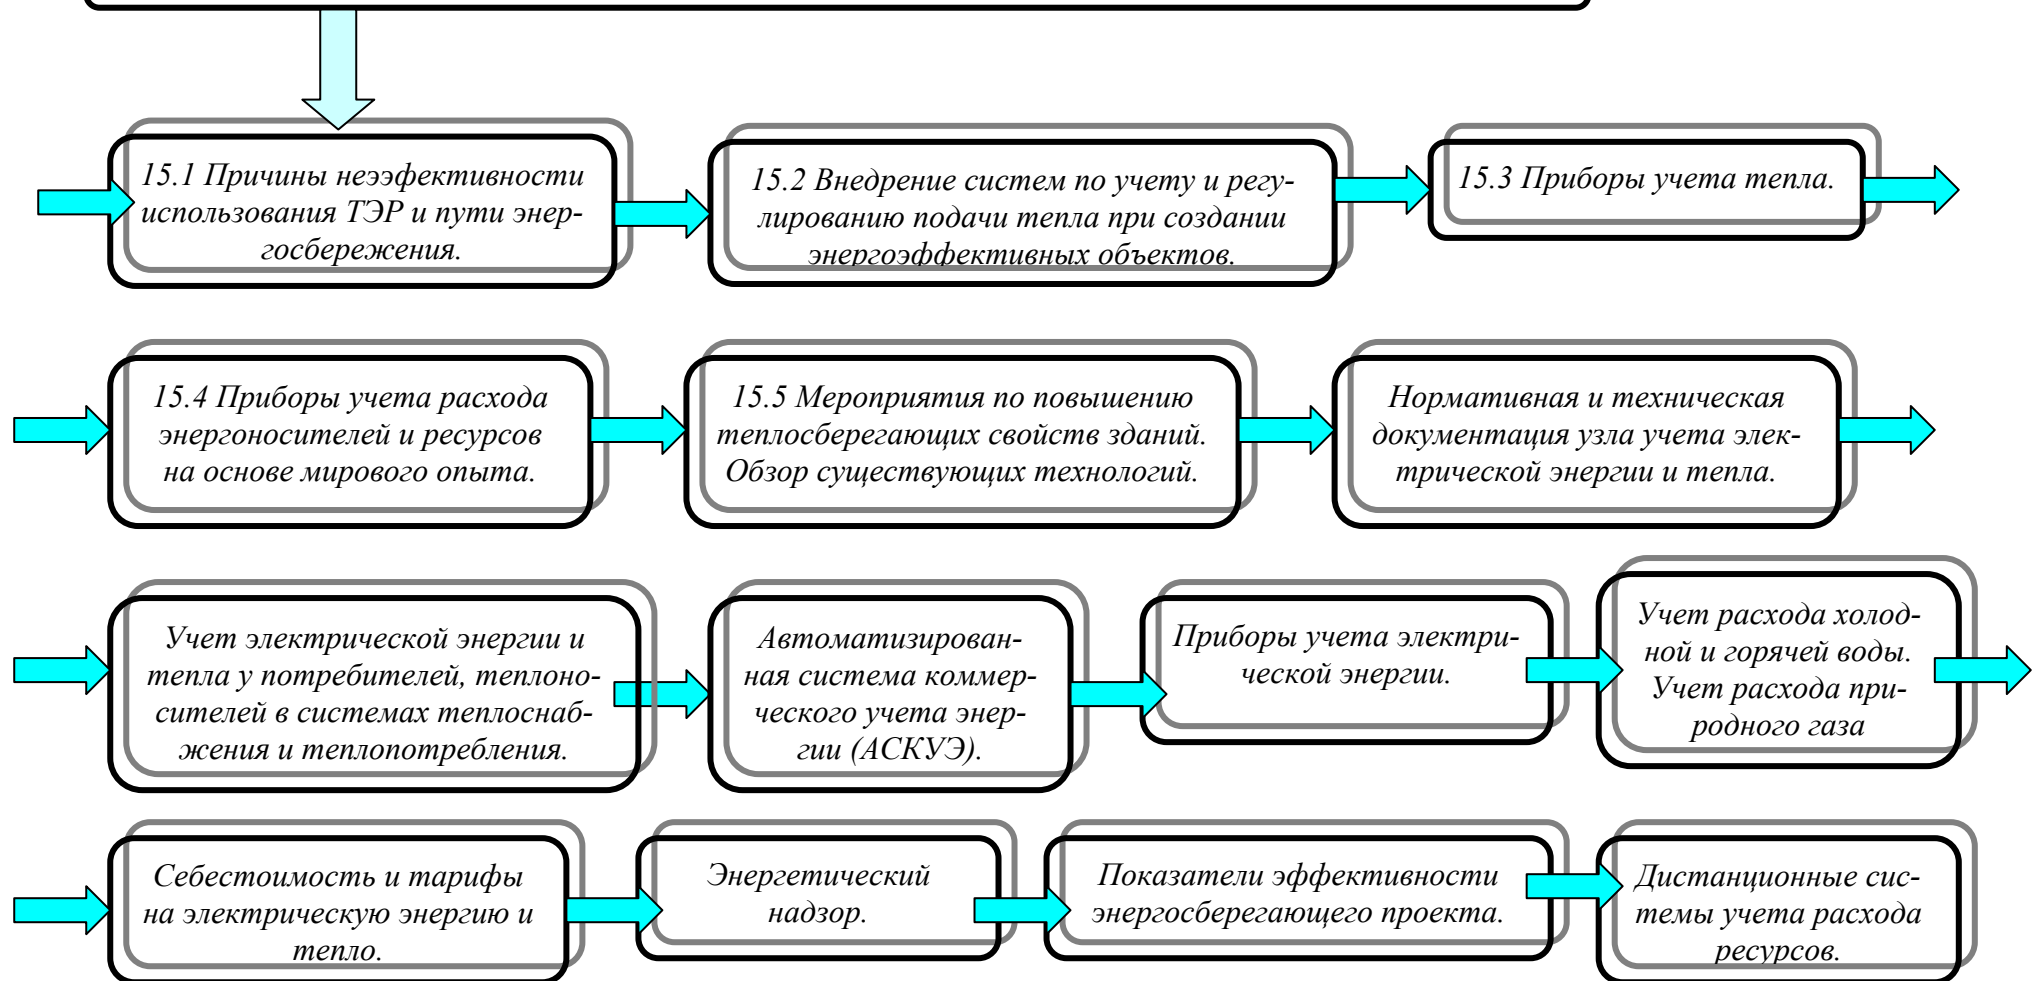 15.1 Причины неээфективности
использования ТЭР и пути энер-
госбережения.
15.2 Внедрение систем по учету и регу-
лированию подачи тепла при создании
энергоэффективных объектов.
15.3 Приборы учета тепла.
15.4 Приборы учета расхода
энергоносителей и ресурсов
на основе мирового опыта.
15.5 Мероприятия по повышению
теплосберегающих свойств зданий.
Обзор существующих технологий.
Нормативная и техническая
документация узла учета элек-
трической энергии и тепла.
Учет электрической энергии и
тепла у потребителей, теплоно-
сителей в системах теплоснаб-
жения и теплопотребления.
Автоматизирован-
ная система коммер-
ческого учета энер-
гии (АСКУЭ).
Приборы учета электри-
ческой энергии.
Учет расхода холод-
ной и горячей воды.
Учет расхода при-
родного газа
Себестоимость и тарифы
на электрическую энергию и
тепло.
Энергетический
надзор.
Показатели эффективности
энергосберегающего проекта.
Дистанционные сис-
темы учета расхода
ресурсов.